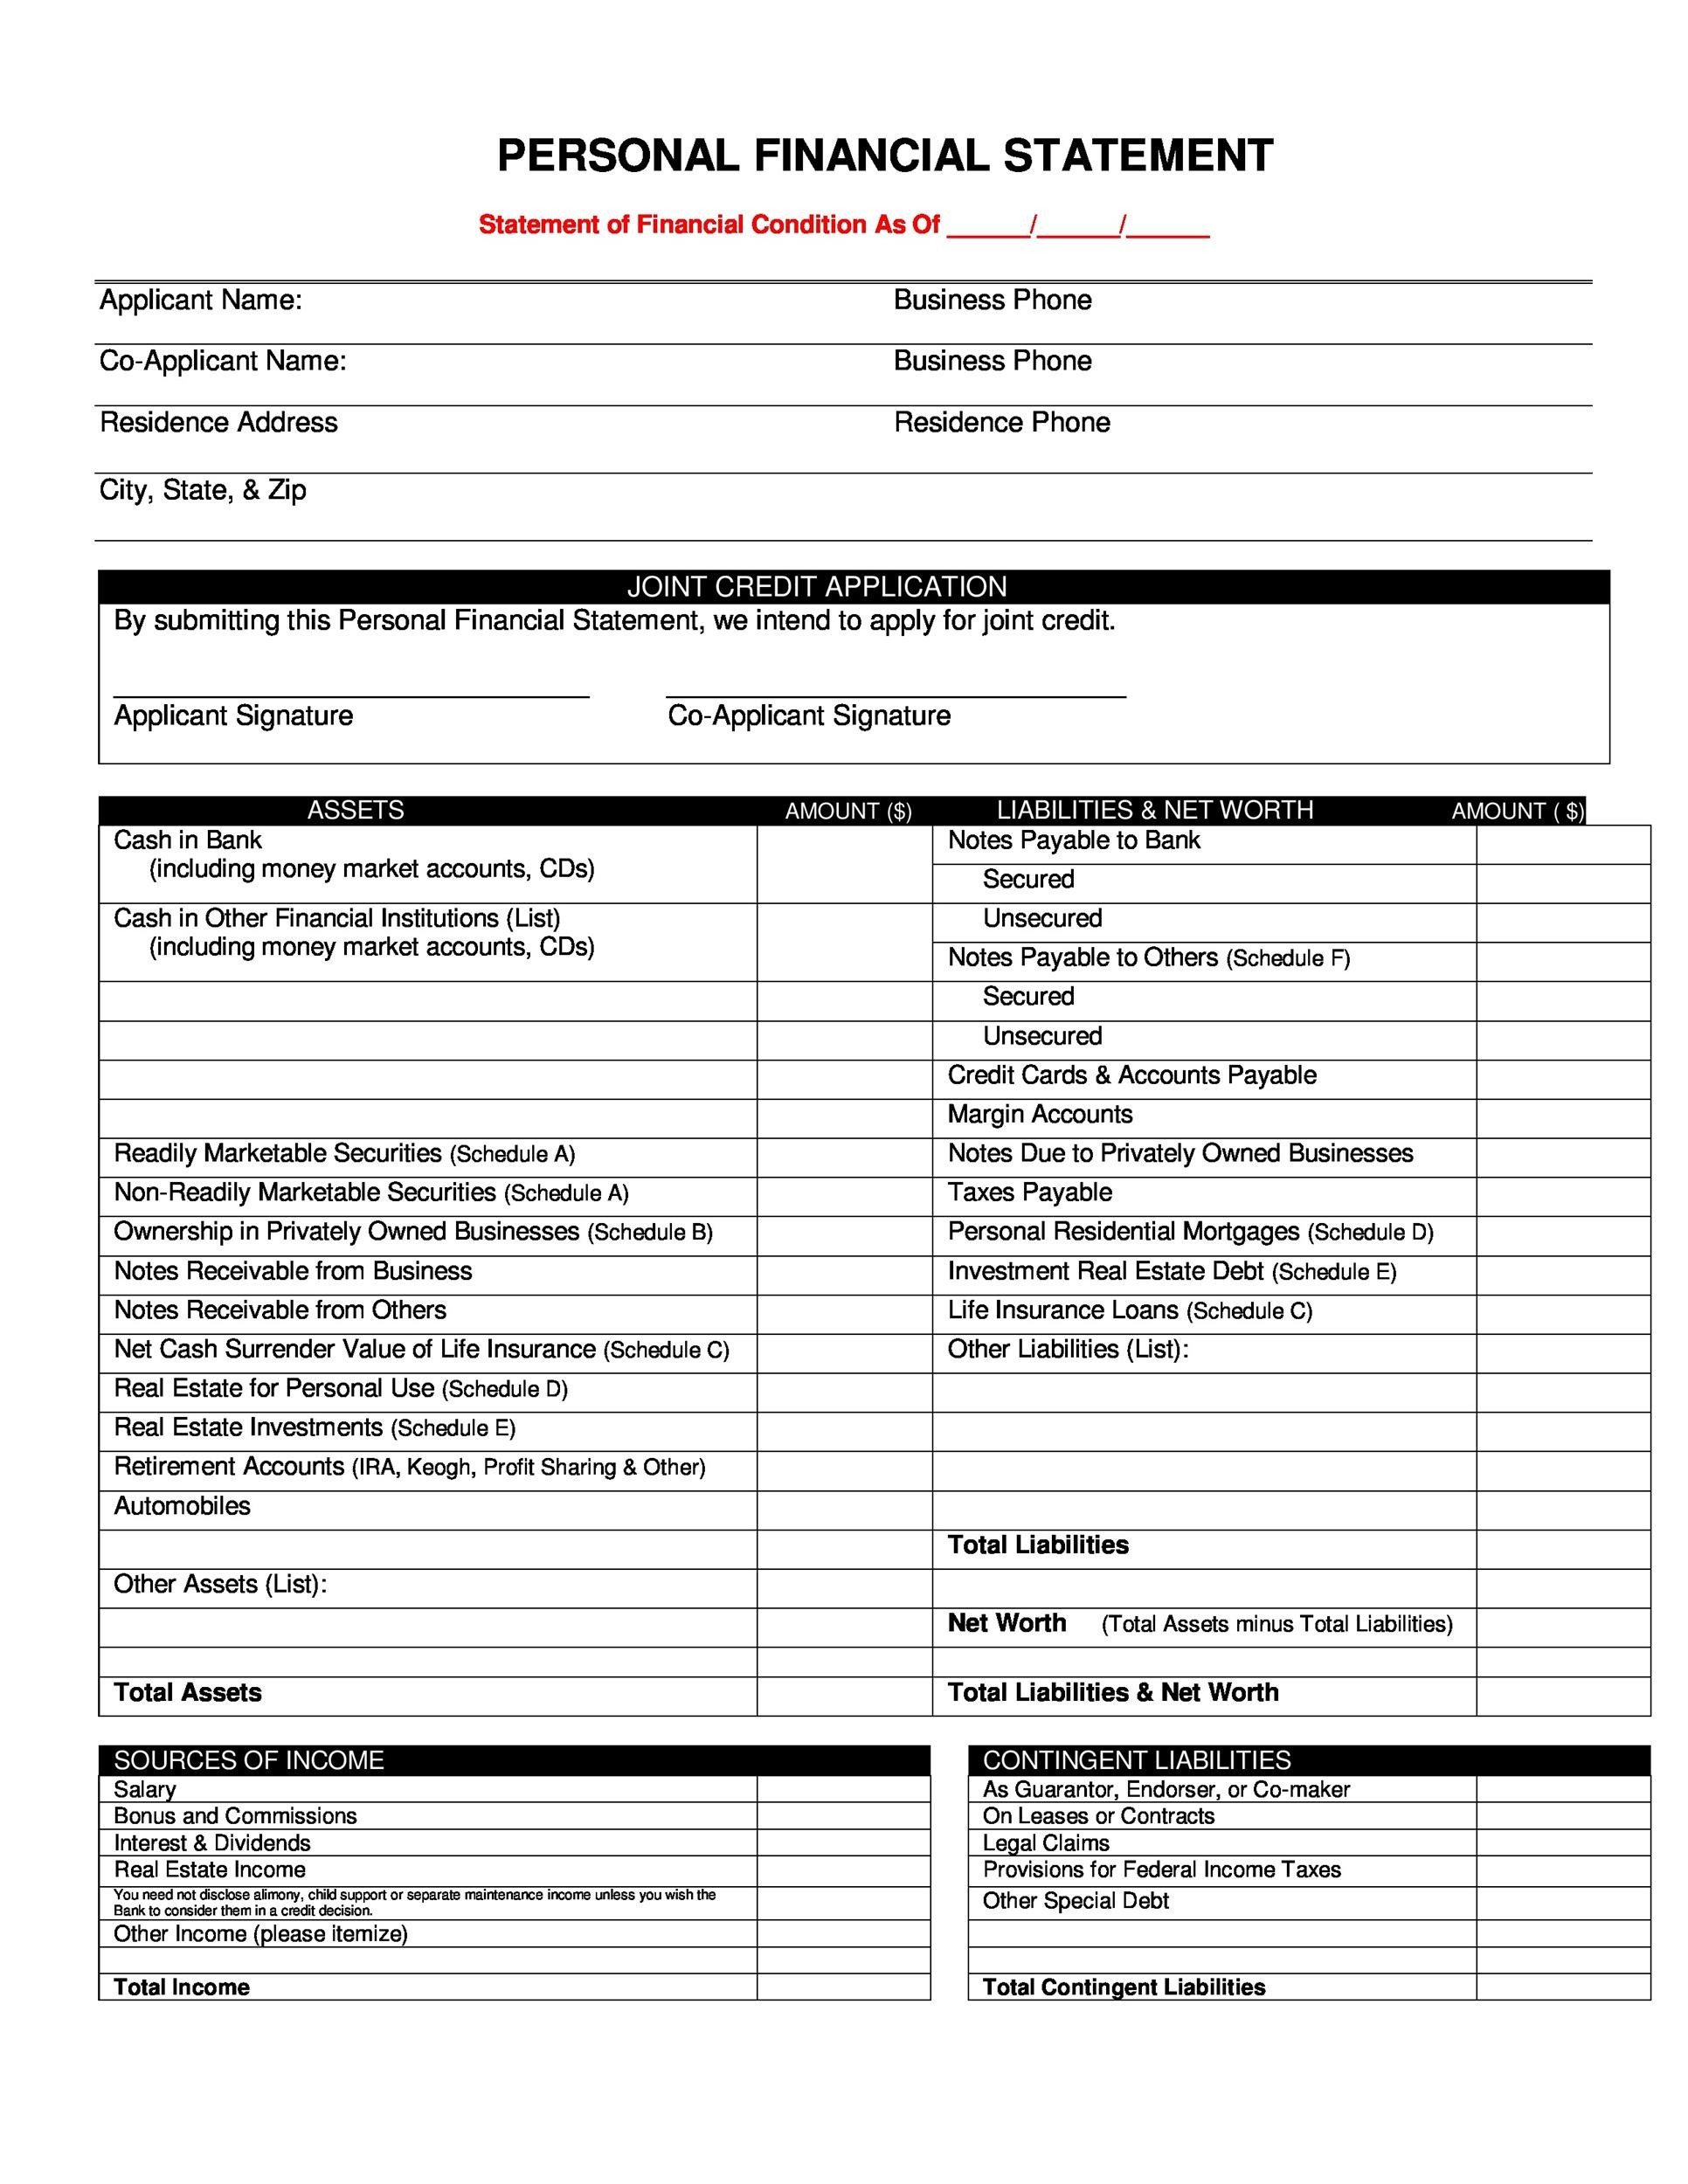 PERSONAL FINANCIAL STATEMENT
Statement of Financial Condition As Of ______/______/______
Applicant Name: Business Phone
Co-Applicant Name: Business Phone
Residence Address Residence Phone
City, State, & Zip
JOINT CREDIT APPLICATION
By submitting this Personal Financial Statement, we intend to apply for joint credit.
Applicant Signature Co-Applicant Signature
ASSETS AMOUNT ($) LIABILITIES & NET WORTH AMOUNT ( $)
Cash in Bank
(including money market accounts, CDs)
Notes Payable to Bank
Secured
Cash in Other Financial Institutions (List)
(including money market accounts, CDs)
Unsecured
Notes Payable to Others (Schedule F)
Secured
Unsecured
Credit Cards & Accounts Payable
Margin Accounts
Readily Marketable Securities (Schedule A) Notes Due to Privately Owned Businesses
Non-Readily Marketable Securities (Schedule A) Taxes Payable
Ownership in Privately Owned Businesses (Schedule B) Personal Residential Mortgages (Schedule D)
Notes Receivable from Business Investment Real Estate Debt (Schedule E)
Notes Receivable from Others Life Insurance Loans (Schedule C)
Net Cash Surrender Value of Life Insurance (Schedule C) Other Liabilities (List):
Real Estate for Personal Use (Schedule D)
Real Estate Investments (Schedule E)
Retirement Accounts (IRA, Keogh, Profit Sharing & Other)
Automobiles
Total Liabilities
Other Assets (List):
Net Worth (Total Assets minus Total Liabilities)
Total Assets Total Liabilities & Net Worth
SOURCES OF INCOME CONTINGENT LIABILITIES
Salary As Guarantor, Endorser, or Co-maker
Bonus and Commissions On Leases or Contracts
Interest & Dividends Legal Claims
Real Estate Income Provisions for Federal Income Taxes
You need not disclose alimony, child support or separate maintenance income unless you wish the
Bank to consider them in a credit decision.
Other Special Debt
Other Income (please itemize)
Total Income Total Contingent Liabilities